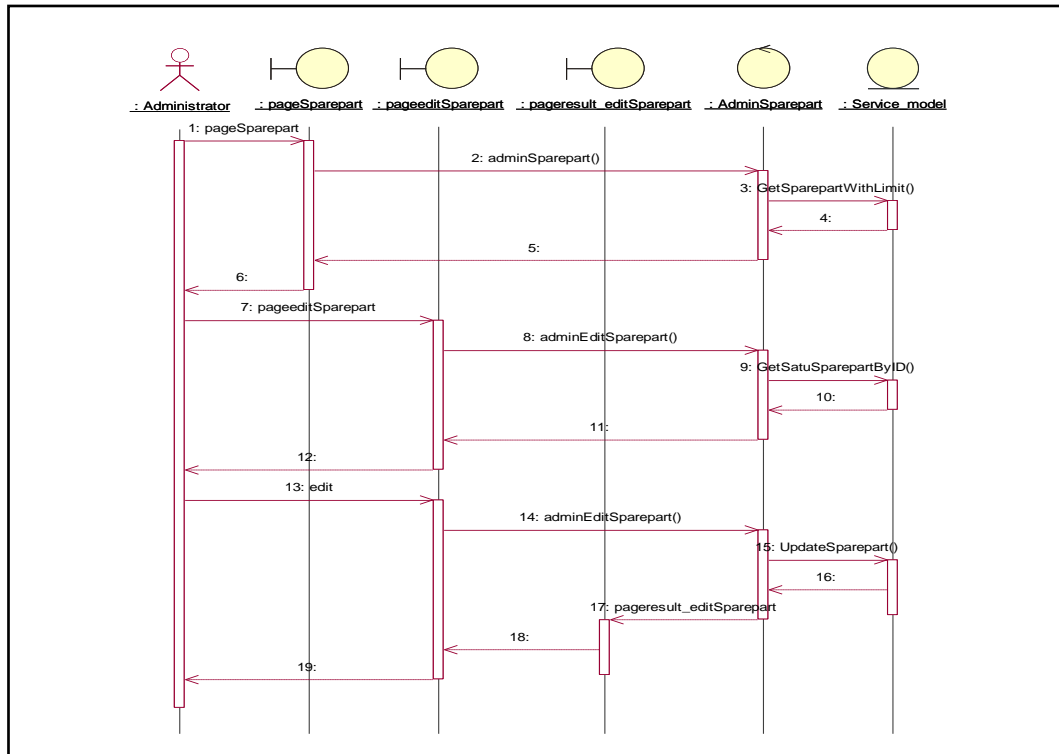 : Administrator
: pageSparepart
: pageeditSparepart
: pageresult_editSparepart
: AdminSparepart
: Service_model
1: pageSparepart
2: adminSparepart()
3: GetSparepartWithLimit()
4:
5:
6:
7: pageeditSparepart
8: adminEditSparepart()
9: GetSatuSparepartByID()
10:
11:
12:
13: edit
14: adminEditSparepart()
15: UpdateSparepart()
16:
17: pageresult_editSparepart
18:
19: